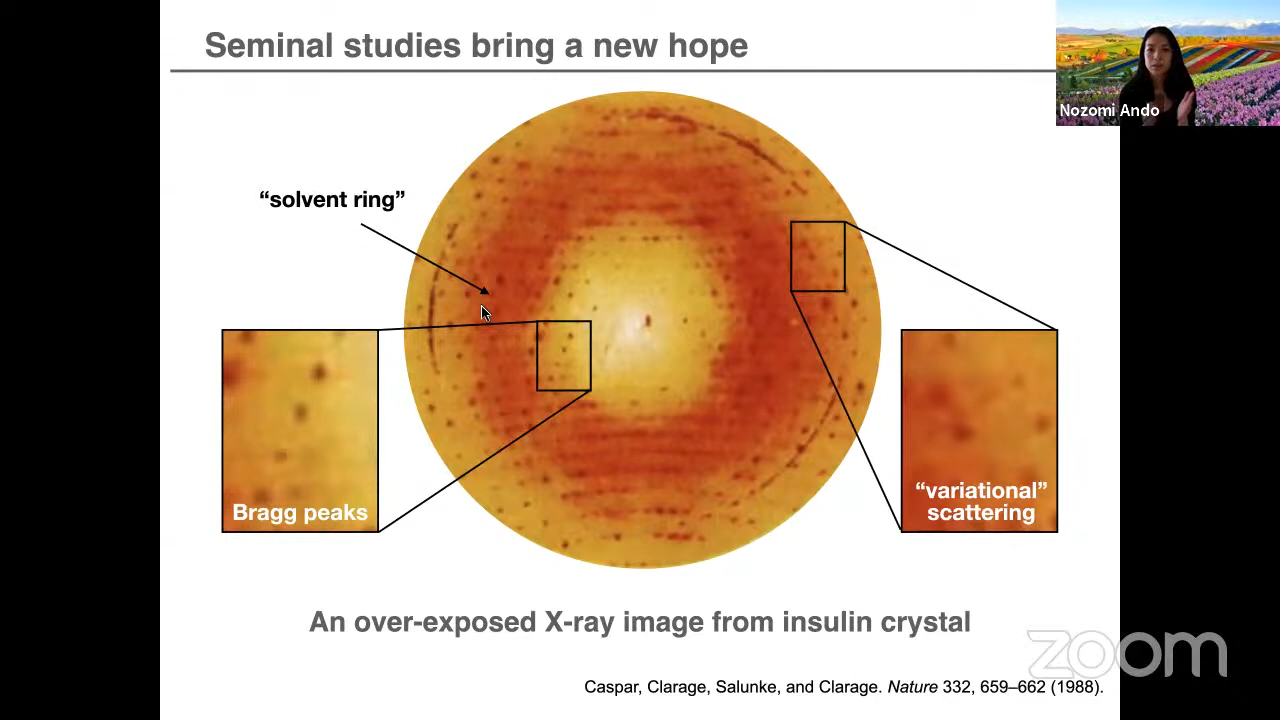 Seminal studies bring a new hope
Nozomi Ando
“solvent ring”
Bragg peaks
“variational”
scattering
An over-exposed X-ray image from insulin crystal
zoom
Caspar, Clarage, Salunke, and Clarage. Nature 332, 659–662 (1988).